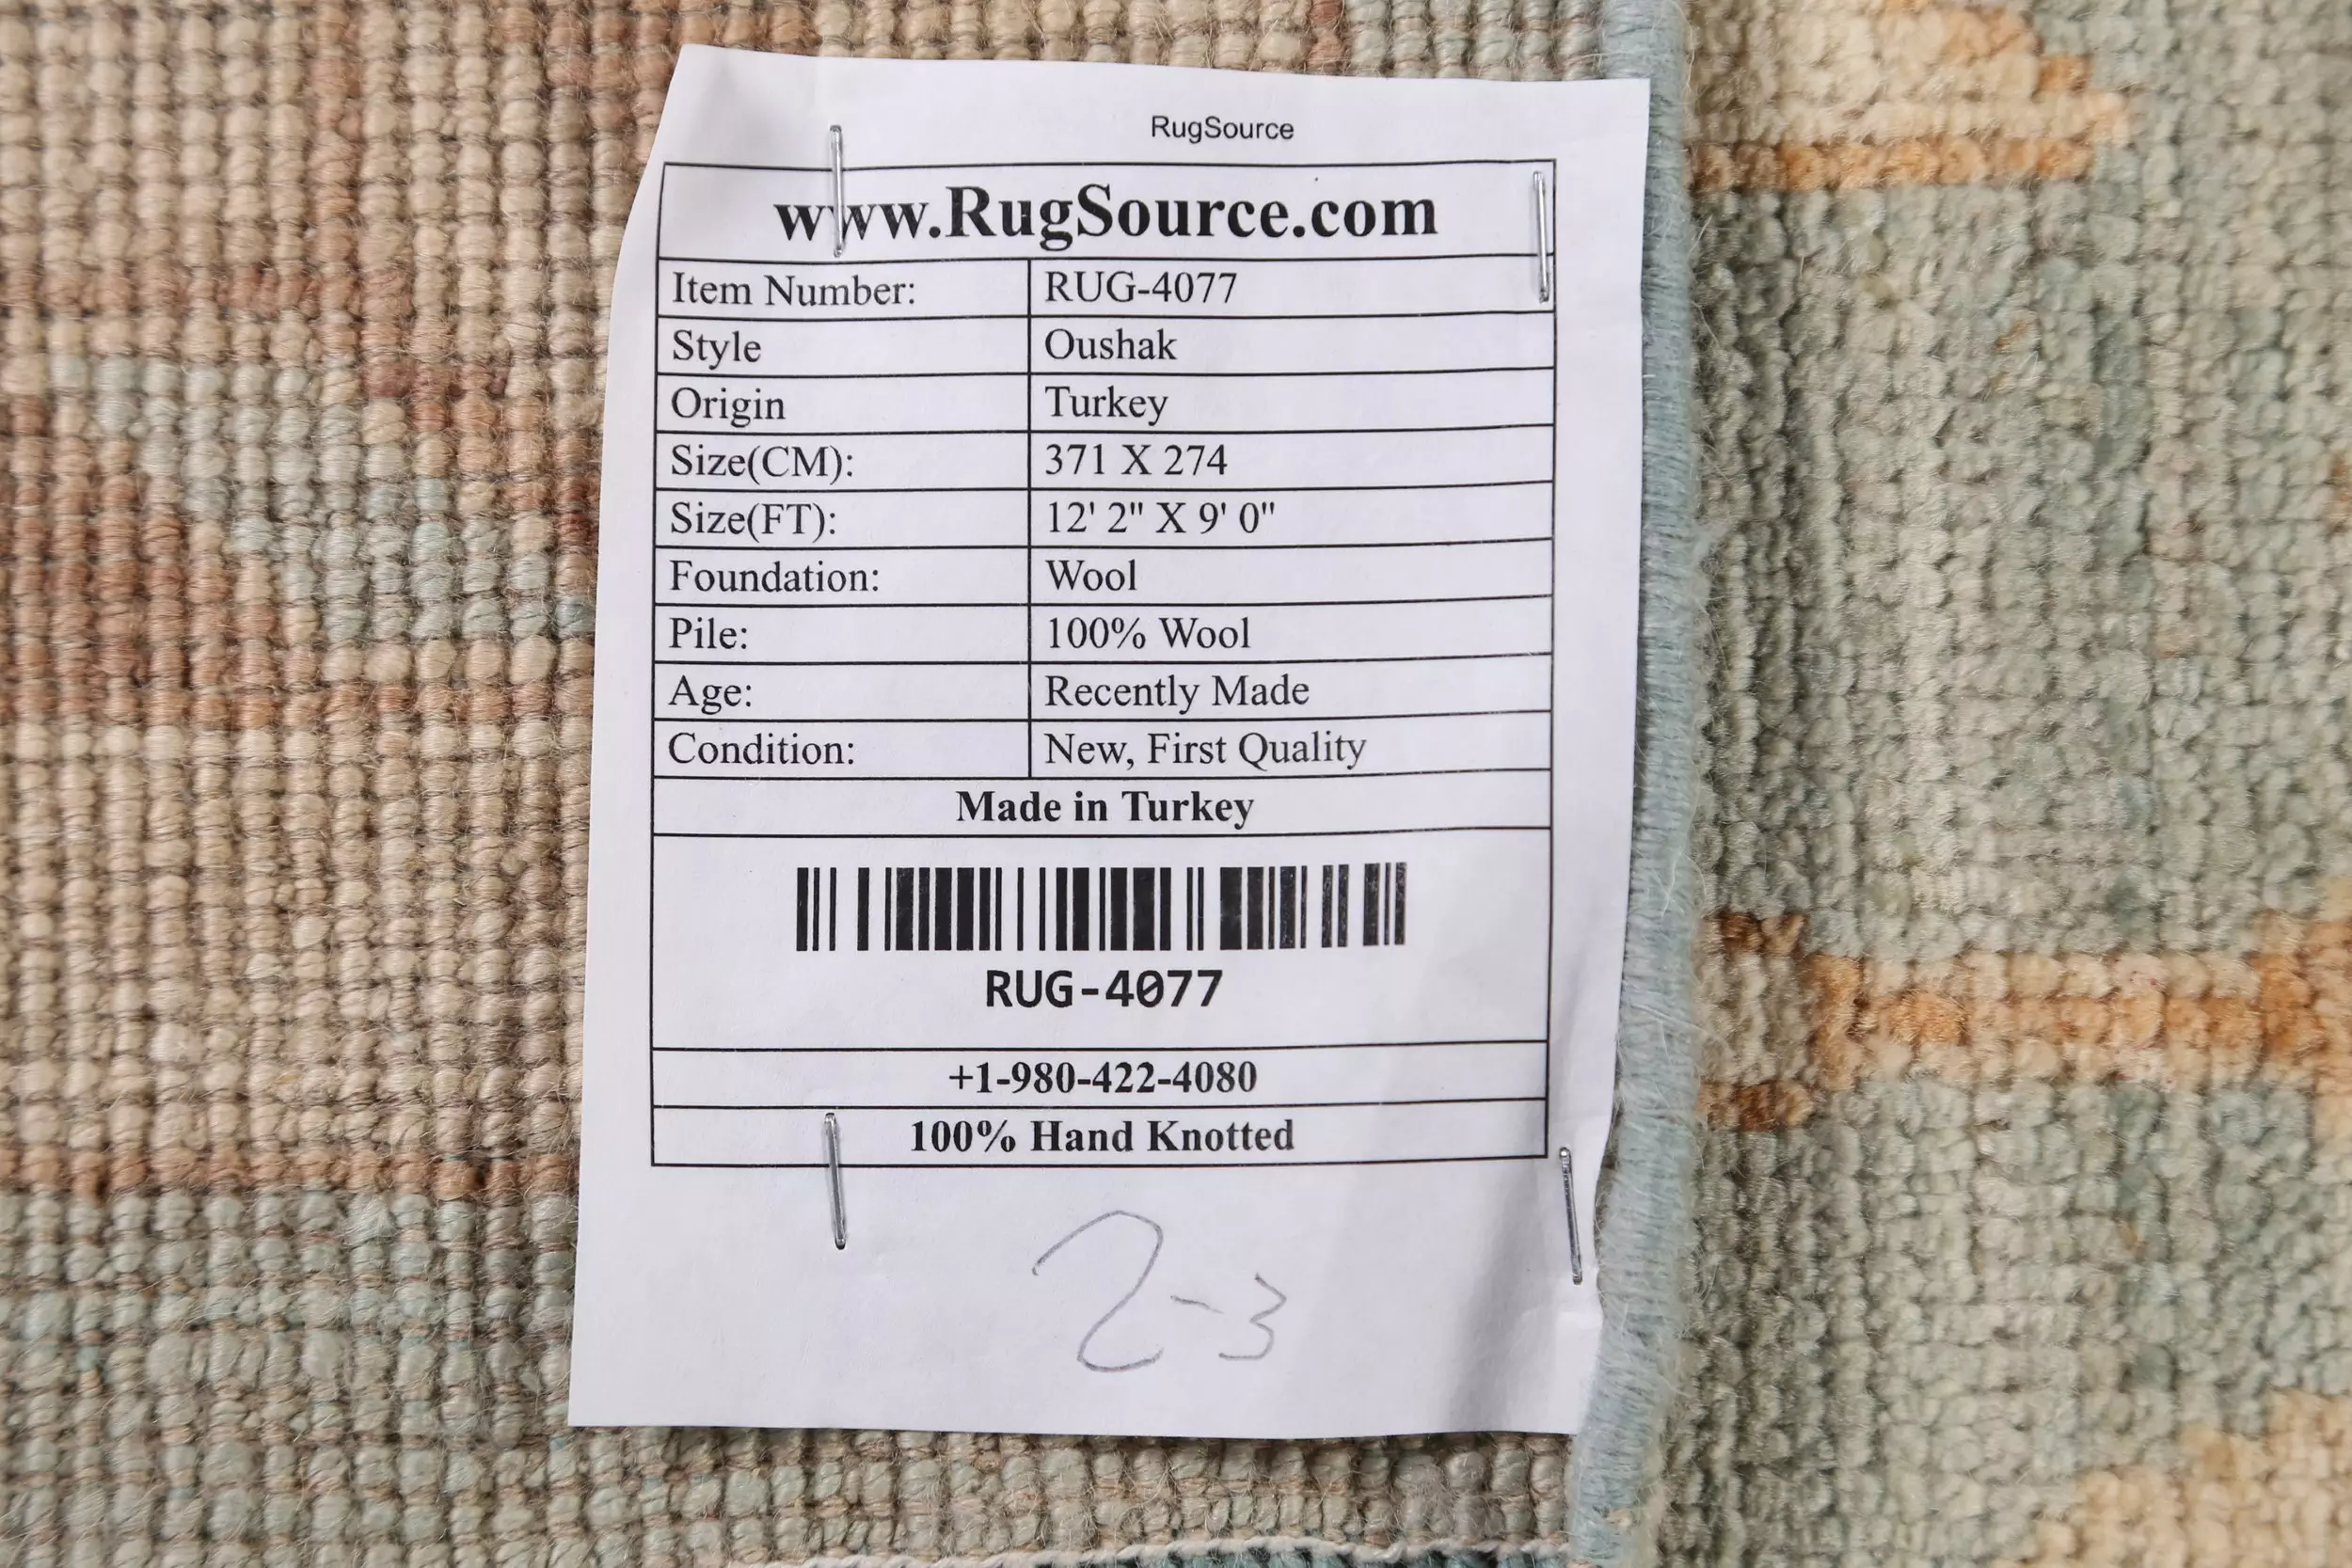 RugSource
www.RugSource.com
Item Number: RUG-4077
Style Oushak
Origin Turkey
Size(CM): 371 X 274
Size(FT): 12' 2" X 9' 0"
Foundation: Wool
Pile: 100% Wool
Age: Recently Made
Condition: New, First Quality
Made in Turkey
RUG-4077
+1-980-422-4080
100% Hand Knotted
2-3